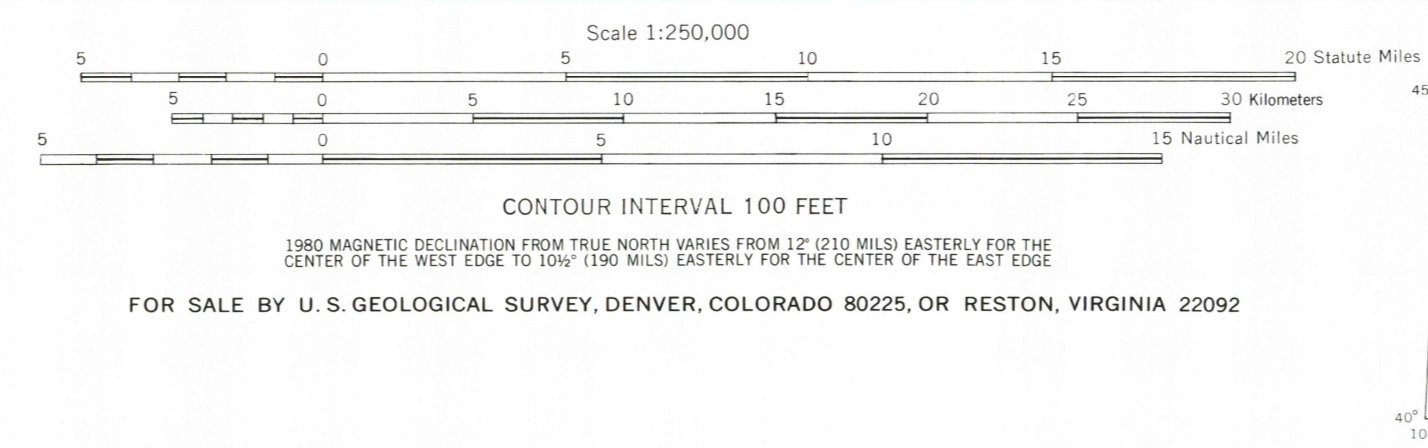 Scale 1:250,000
5 0 5 10 15 20 Statute Miles
5 0 5 10 15 20 25 30 Kilometers
45
5 0 5 10 15 Nautical Miles
CONTOUR INTERVAL 100 FEET
1980 MAGNETIC DECLINATION FROM TRUE NORTH VARIES FROM 12° (210 MILS) EASTERLY FOR THE
CENTER OF THE WEST EDGE TO 10½° (190 MILS) EASTERLY FOR THE CENTER OF THE EAST EDGE
FOR SALE BY U. S. GEOLOGICAL SURVEY, DENVER, COLORADO 80225, OR RESTON, VIRGINIA 22092
40°
10